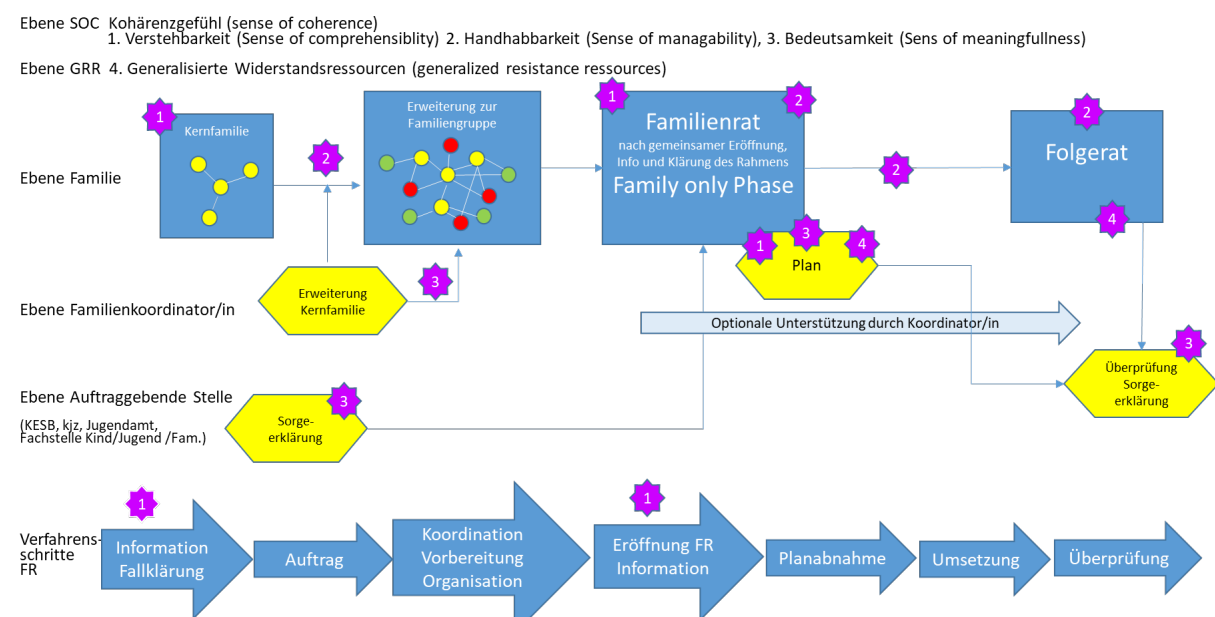 Ebene SOC Kohärenzgefühl (sense of coherence)
1. Verstehbarkeit (Sense of comprehensiblity) 2. Handhabbarkeit (Sense of managability), 3. Bedeutsamkeit (Sens of meaningfullness)
Ebene GRR 4. Generalisierte Widerstandsressourcen (generalized resistance ressources)
Ebene Familie
1
Kernfamilie
2
Erweiterung zur
Familiengruppe
1
2
Familienrat
nach gemeinsamer Eröffnung,
Info und Klärung des Rahmens
Family only Phase
2
2
Folgerat
4
1
3
4
Plan
Ebene Familienkoordinator/in
Erweiterung
Kernfamilie
3
Optionale Unterstützung durch Koordinator/in
Ebene Auftraggebende Stelle
(KESB, kjz, Jugendamt,
Fachstelle Kind/Jugend /Fam.)
3
Sorge-
erklärung
3
Überprüfung
Sorge-
erklärung
Verfahrens-
schritte
FR
1
Information
Fallklärung
Auftrag
Koordination
Vorbereitung
Organisation
1
Eröffnung FR
Information
Planabnahme
Umsetzung
Überprüfung